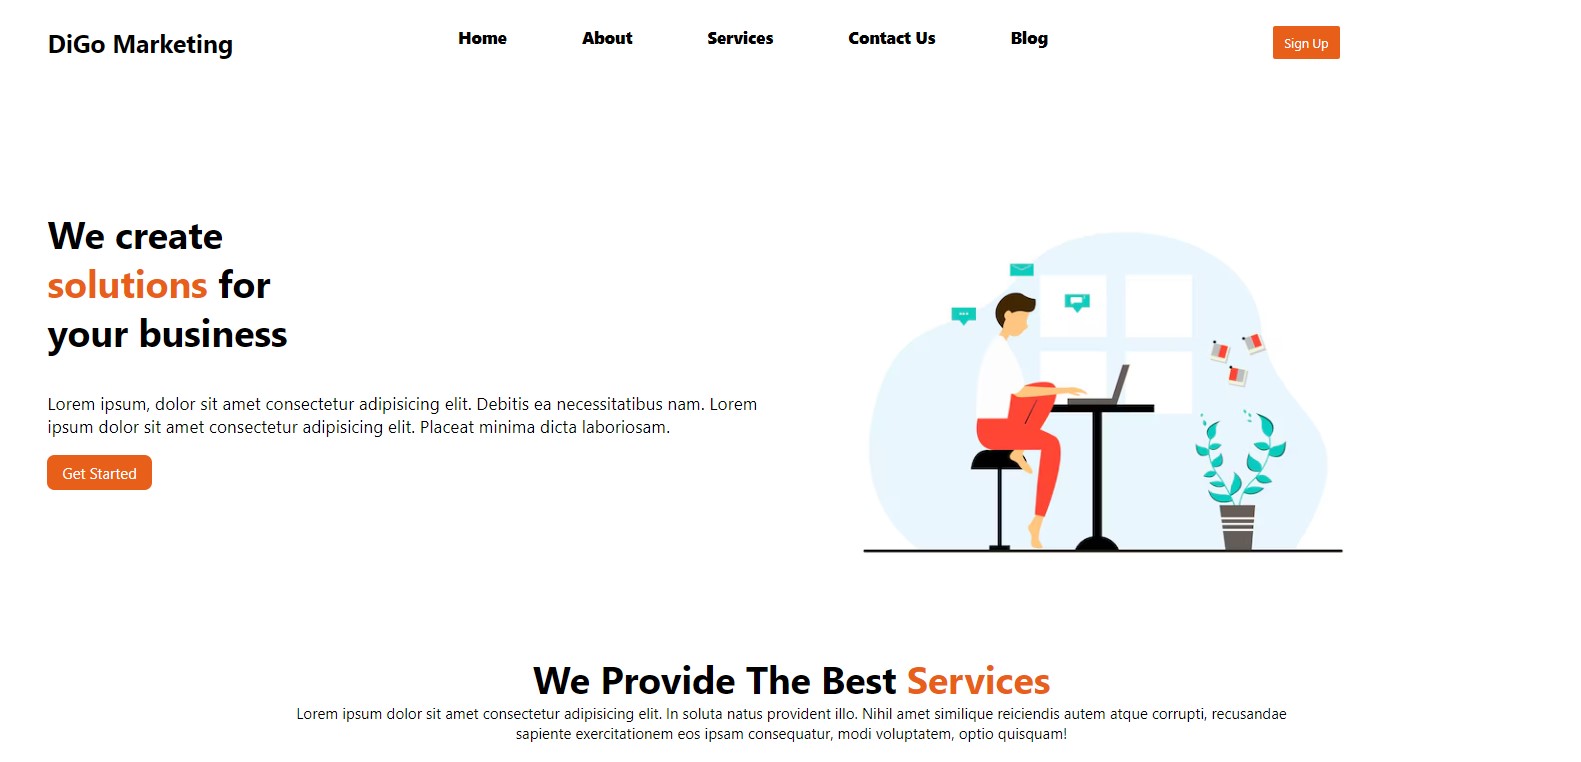 DiGo Marketing
Home
About
Services
Contact Us
Blog
Sign Up
We create
solutions for
your business
Lorem ipsum, dolor sit amet consectetur adipisicing elit. Debitis ea necessitatibus nam. Lorem
ipsum dolor sit amet consectetur adipisicing elit. Placeat minima dicta laboriosam.
Get Started
We Provide The Best Services
Lorem ipsum dolor sit amet consectetur adipisicing elit. In soluta natus provident illo. Nihil amet similique reiciendis autem atque corrupti, recusandae
sapiente exercitationem eos ipsam consequatur, modi voluptatem, optio quisquam!